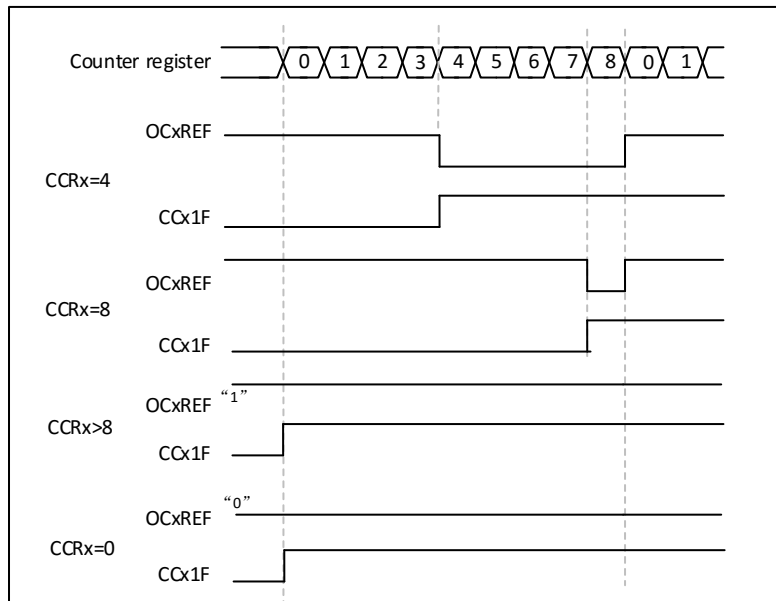 Counter register 0 1 2 3 4 5 6 7 8 0 1
OCxREF
CCRx=4
CCx1F
OCxREF
CCRx=8
CCx1F
“1”
OCxREF
CCRx>8
CCx1F
“0”
OCxREF
CCRx=0
CCx1F